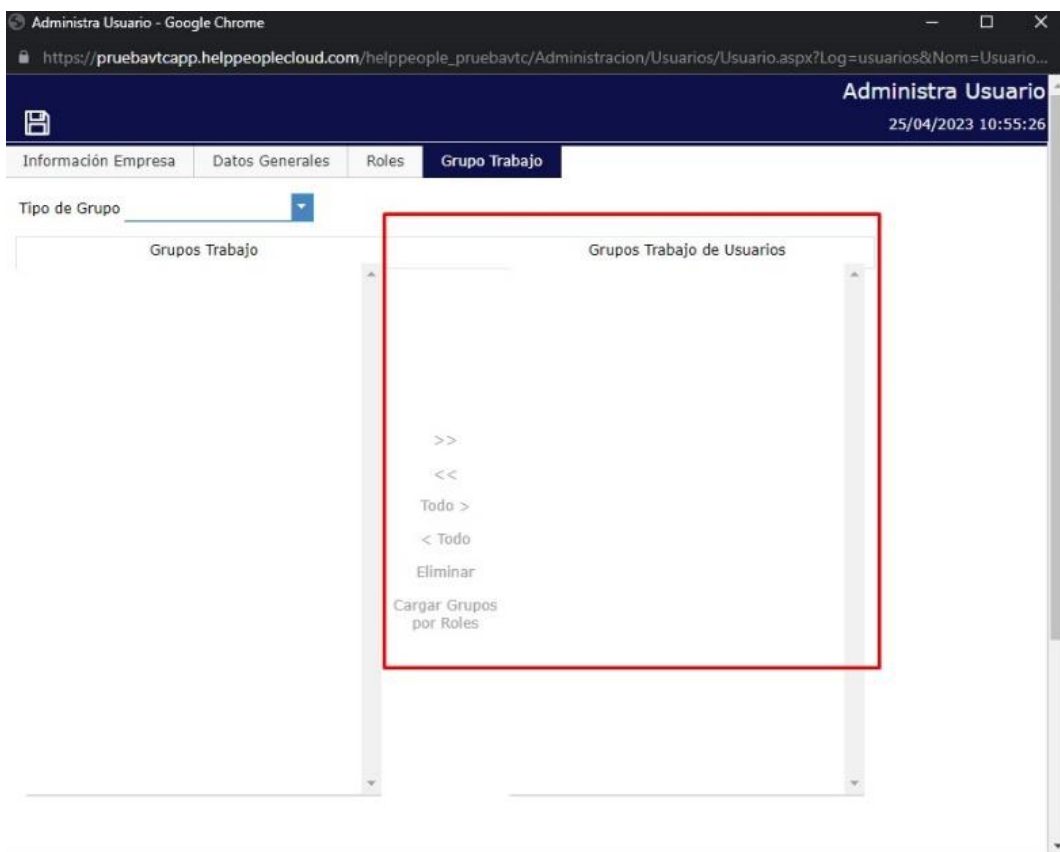 Administra Usuario - Google Chrome
https://pruebavtcapp.helppeoplecloud.com/helppeople_pruebavtc/Administracion/Usuarios/Usuario.aspx?Log=usuarios&Nom=Usuario...
Administra Usuario
25/04/2023 10:55:26
Información Empresa Datos Generales Roles Grupo Trabajo
Tipo de Grupo
Grupos Trabajo Grupos Trabajo de Usuarios
>>
<<
Todo >
< Todo
Eliminar
Cargar Grupos
por Roles